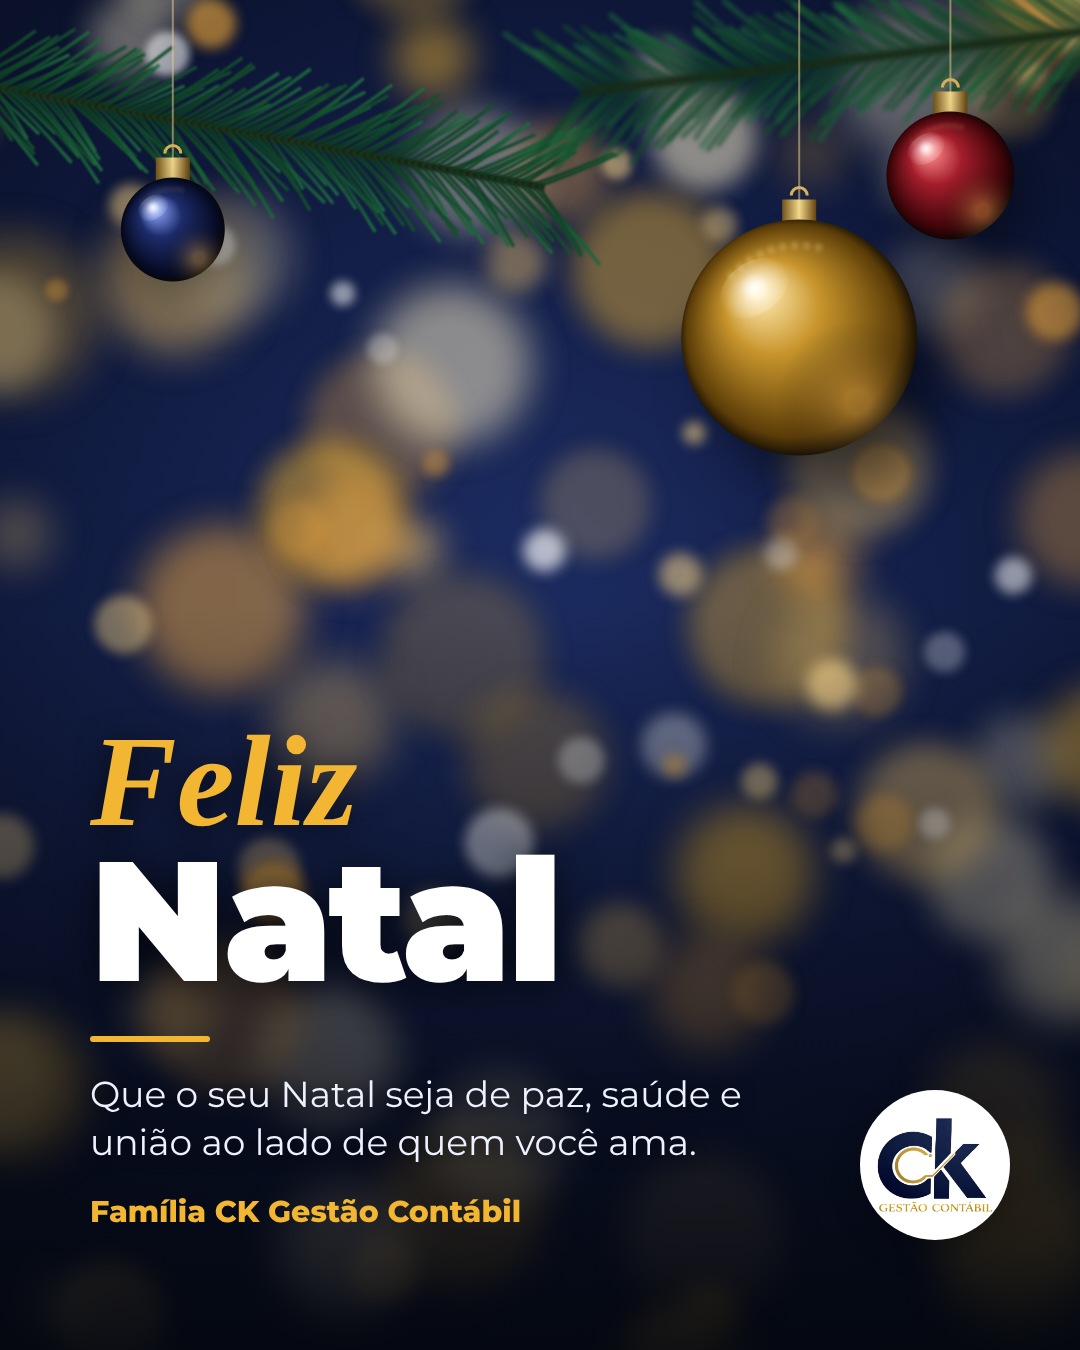 Feliz
Natal
Que o seu Natal seja de paz, saúde e
união ao lado de quem você ama.
Família CK Gestão Contábil
ck
GESTÃO CONTÁBIL